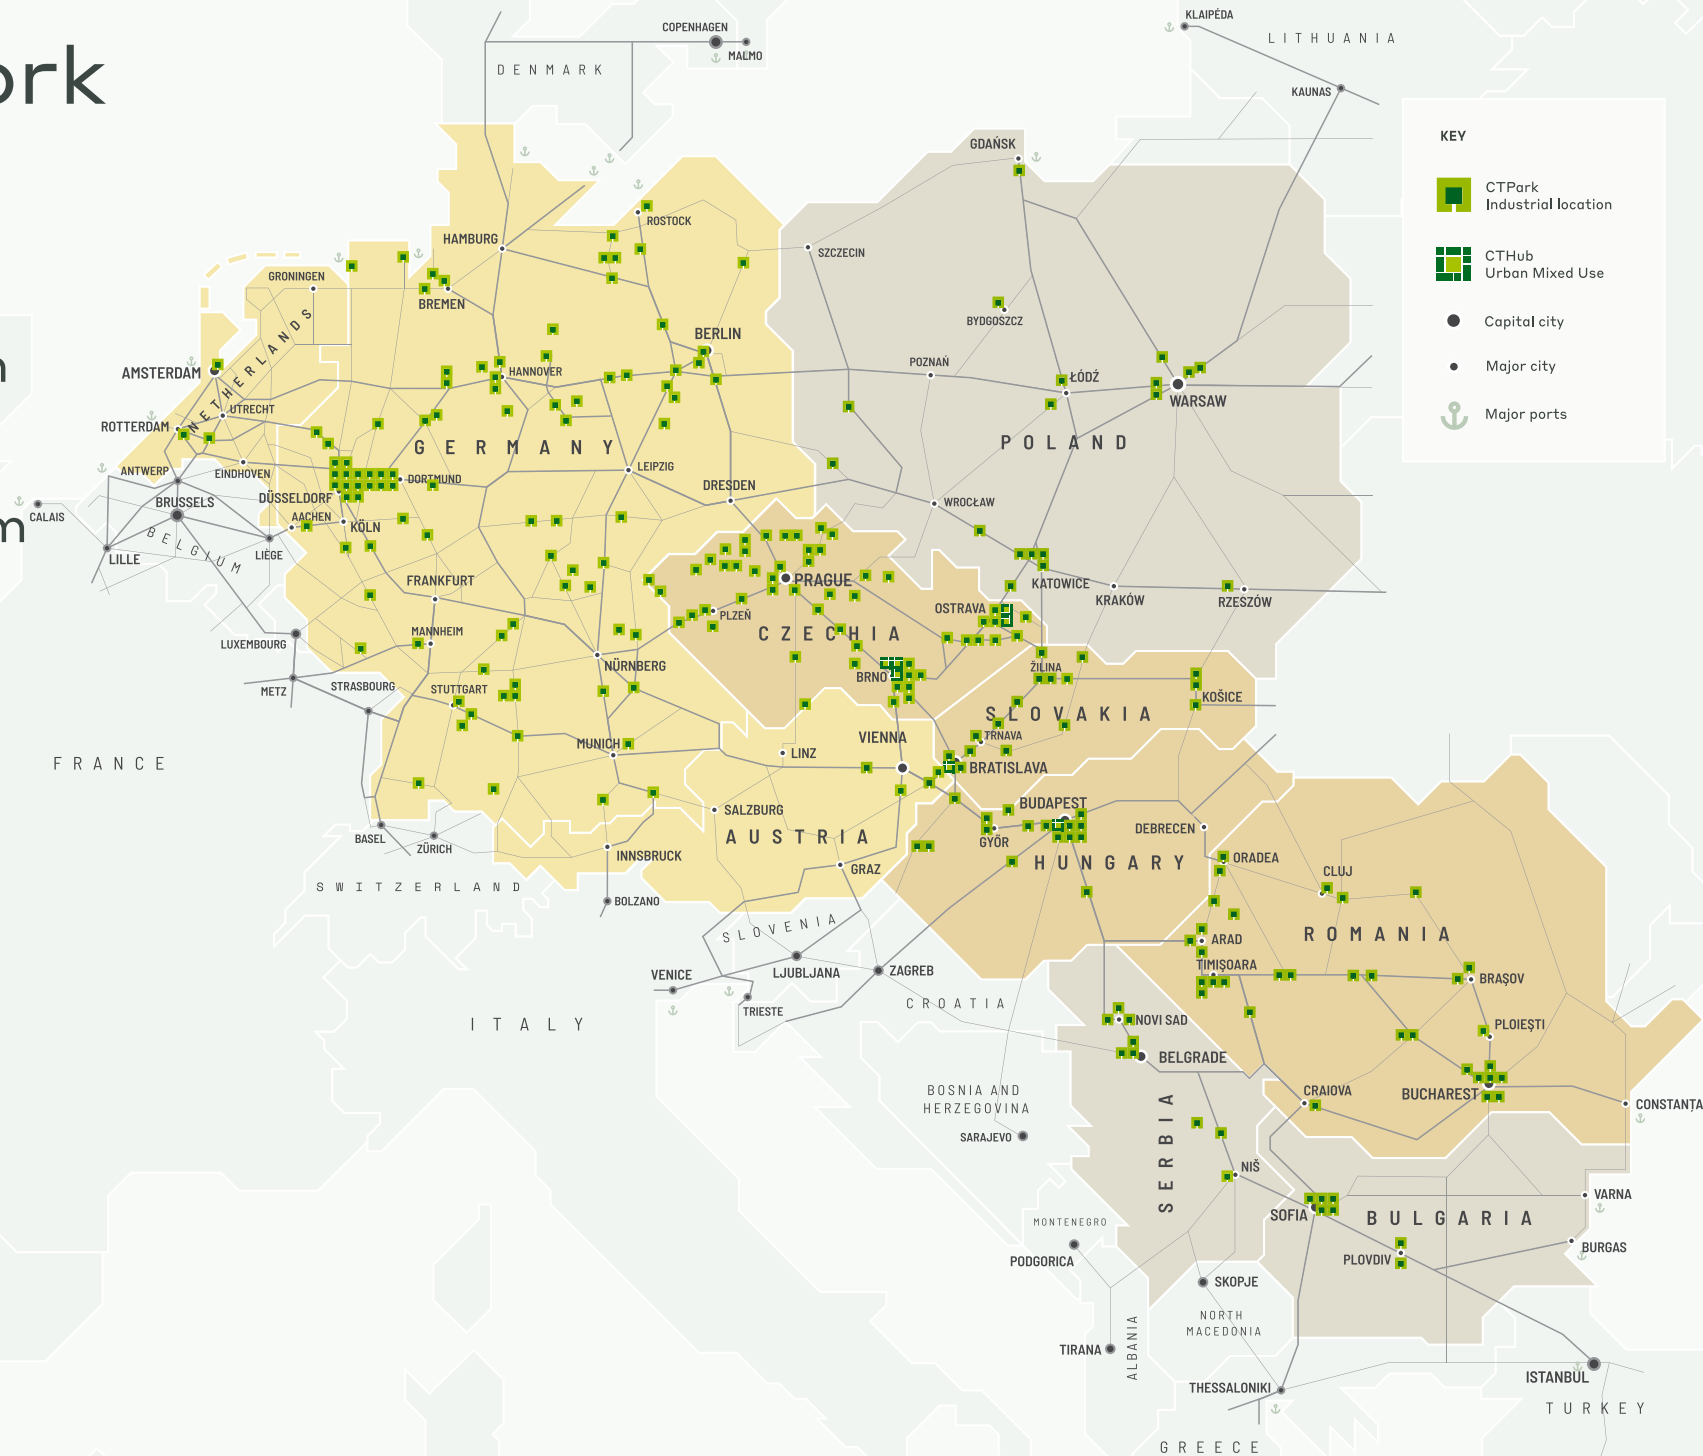 ork
m
KEY
CTPark
Industrial location
CTHub
Urban Mixed Use
Capital city
Major city
Major ports
KLAIPĖDA
LITHUANIA
COPENHAGEN
MALMO
DENMARK
KAUNAS
GDAŃSK
ROSTOCK
HAMBURG
SZCZECIN
GRONINGEN
BREMEN
BYDGOSZCZ
NETHERLANDS
BERLIN
AMSTERDAM
HANNOVER
POZNAŃ
ŁÓDŹ
WARSAW
UTRECHT
ROTTERDAM
GERMANY
POLAND
ANTWERP
EINDHOVEN
LEIPZIG
DORTMUND
DÜSSELDORF
DRESDEN
BRUSSELS
WROCŁAW
CALAIS
AACHEN
KÖLN
BELGIUM
LIÈGE
LILLE
FRANKFURT
PRAGUE
KATOWICE
KRAKÓW
RZESZÓW
OSTRAVA
PLZEŇ
MANNHEIM
CZECHIA
LUXEMBOURG
NÜRNBERG
ŽILINA
BRNO
METZ
STRASBOURG
STUTTGART
KOŠICE
SLOVAKIA
VIENNA
TRNAVA
MUNICH
LINZ
FRANCE
BRATISLAVA
SALZBURG
BUDAPEST
AUSTRIA
BASEL
ZÜRICH
GYÖR
DEBRECEN
INNSBRUCK
HUNGARY
ORADEA
GRAZ
CLUJ
SWITZERLAND
BOLZANO
SLOVENIA
ROMANIA
ARAD
TIMIȘOARA
VENICE
LJUBLJANA
ZAGREB
BRAȘOV
CROATIA
TRIESTE
ITALY
NOVI SAD
PLOIEȘTI
BELGRADE
BOSNIA AND
HERZEGOVINA
CRAIOVA
BUCHAREST
CONSTANȚA
SARAJEVO
SERBIA
NIŠ
VARNA
MONTENEGRO
SOFIA
BULGARIA
PODGORICA
PLOVDIV
BURGAS
SKOPJE
NORTH
MACEDONIA
TIRANA
ALBANIA
ISTANBUL
THESSALONIKI
TURKEY
GREECE